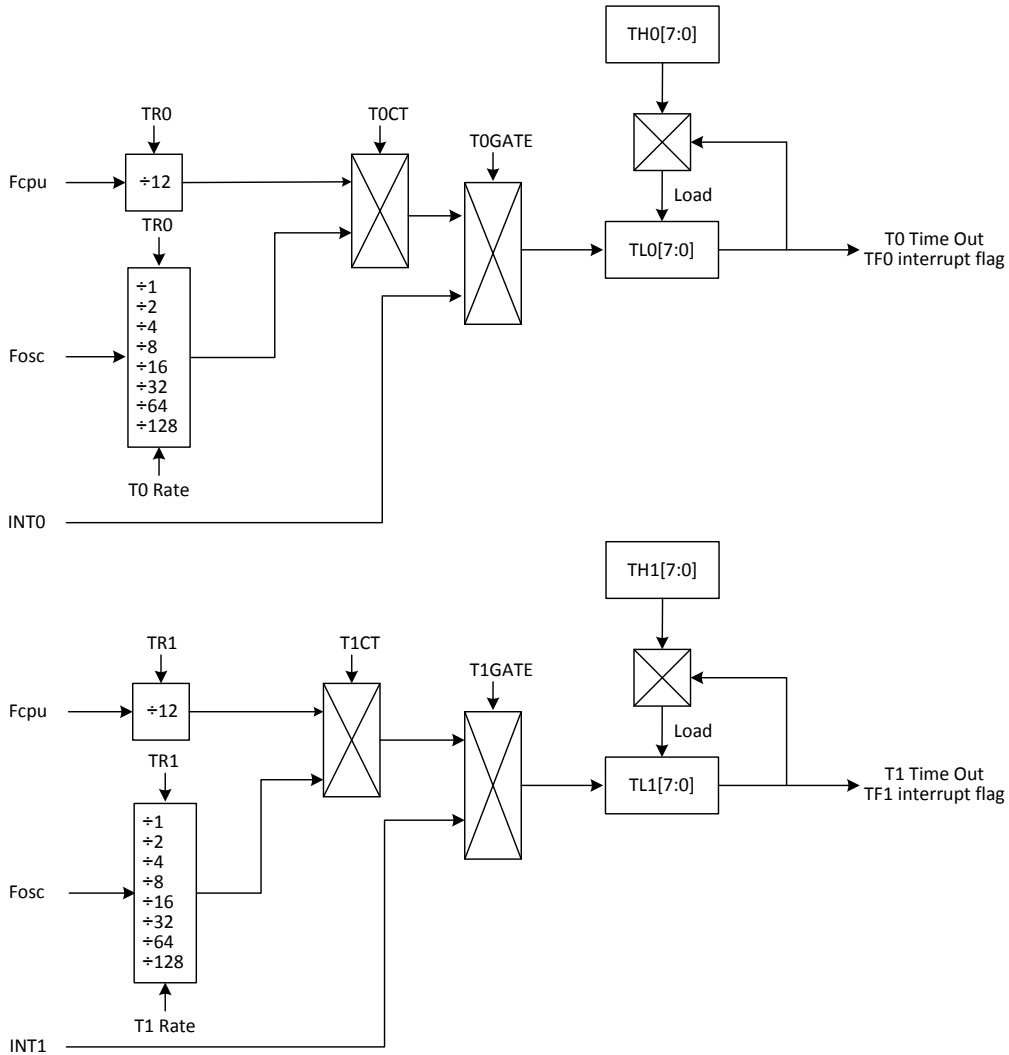 TH0[7:0]
TR0
T0CT
T0GATE
Fcpu
÷12
Load
TR0
TL0[7:0]
T0 Time Out
TF0 interrupt flag
÷1
÷2
÷4
÷8
÷16
÷32
÷64
÷128
Fosc
T0 Rate
INT0
TH1[7:0]
TR1
T1CT
T1GATE
Fcpu
÷12
Load
TR1
TL1[7:0]
T1 Time Out
TF1 interrupt flag
÷1
÷2
÷4
÷8
÷16
÷32
÷64
÷128
Fosc
T1 Rate
INT1